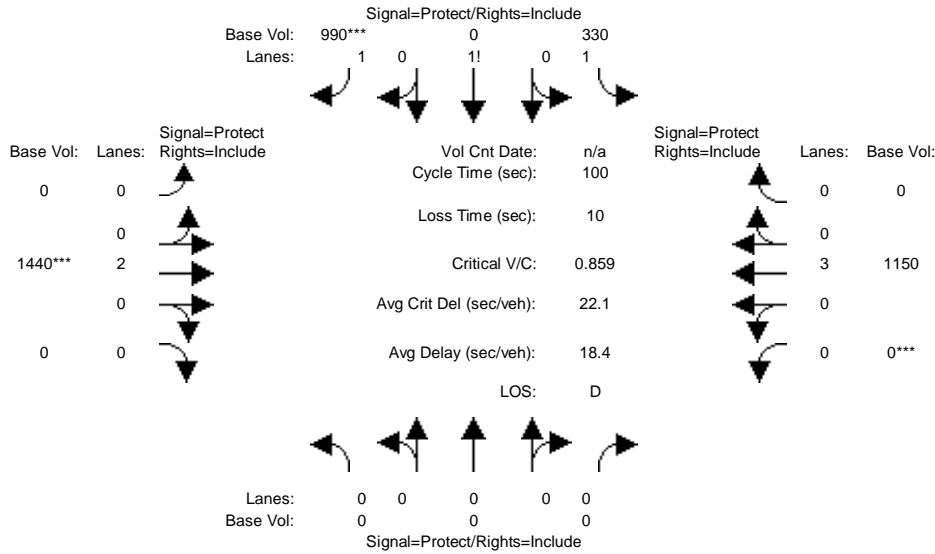 Signal=Protect/Rights=Include
Base Vol: 990*** 0 330
Lanes: 1 0 1! 0 1
Signal=Protect Signal=Protect
Base Vol: Lanes: Rights=Include Vol Cnt Date: n/a Rights=Include Lanes: Base Vol:
Cycle Time (sec): 100
0 0 0 0
Loss Time (sec): 10
0 0
1440*** 2 Critical V/C: 0.859 3 1150
0 Avg Crit Del (sec/veh): 22.1 0
0 0 Avg Delay (sec/veh): 18.4 0 0***
LOS: D
Lanes: 0 0 0 0 0
Base Vol: 0 0 0
Signal=Protect/Rights=Include